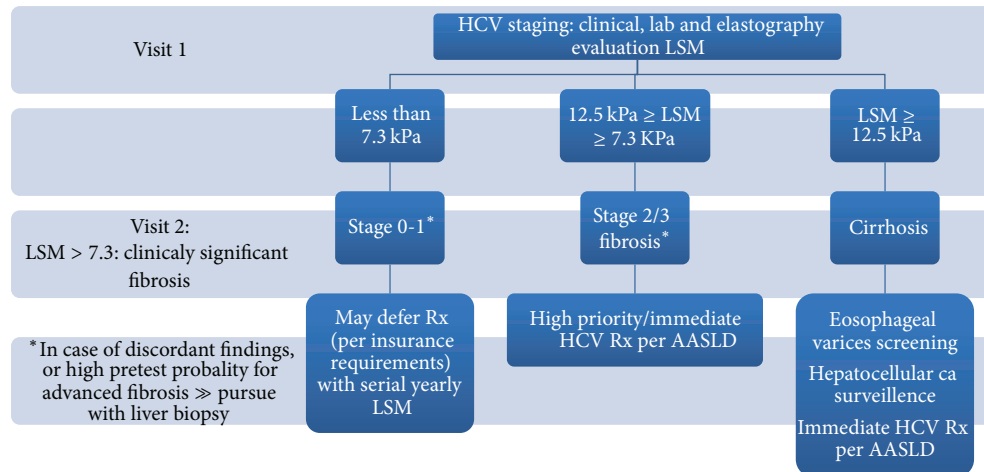 Visit 1
HCV staging: clinical, lab and elastography
evaluation LSM
Less than
7.3 kPa
12.5 kPa ≥ LSM
≥ 7.3 KPa
LSM ≥
12.5 kPa
Visit 2:
LSM > 7.3: clinicaly significant
fibrosis
Stage 0-1*
Stage 2/3
fibrosis*
Cirrhosis
*In case of discordant findings,
or high pretest probality for
advanced fibrosis ≫ pursue
with liver biopsy
May defer Rx
(per insurance
requirements)
with serial yearly
LSM
High priority/immediate
HCV Rx per AASLD
Eosophageal
varices screening
Hepatocellular ca
surveillence
Immediate HCV Rx
per AASLD